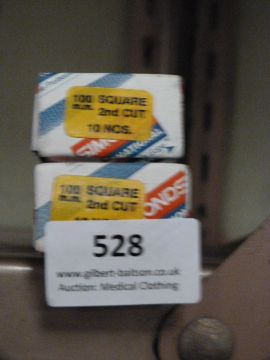 100 SQUARE
m.m. 2nd CUT
10 NOS.
100 SQUARE
m.m. 2nd CUT
528
www.gilbert-baitson.co.uk
Auction: Medical Clothing